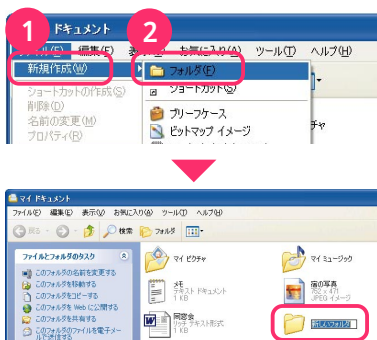 1
2
ドキュメント
編集(E)
お気に入り(A)
ツール(T)
ヘルプ(H)
新規作成(W)
フォルダ(F)
ショートカットの作成(S)
ショートカット(S)
削除(D)
名前の変更(M)
ブリーフケース
プロパティ(R)
ビットマップ イメージ
チャ
マイ ドキュメント
ファイル(F) 編集(E) 表示(V) お気に入り(A) ツール(T) ヘルプ(H)
戻る
検索
フォルダ
ファイルとフォルダのタスク
このフォルダの名前を変更する
このフォルダを移動する
このフォルダをコピーする
このフォルダを Web に公開する
このフォルダを共有する
このフォルダのファイルを電子メールで送信する
マイ ピクチャ
マイ ミュージック
メモ
テキスト ドキュメント
1 KB
猫の写真
762 x 471
JPEG イメージ
同窓会
リッチ テキスト形式
1 KB
新しいフォルダ